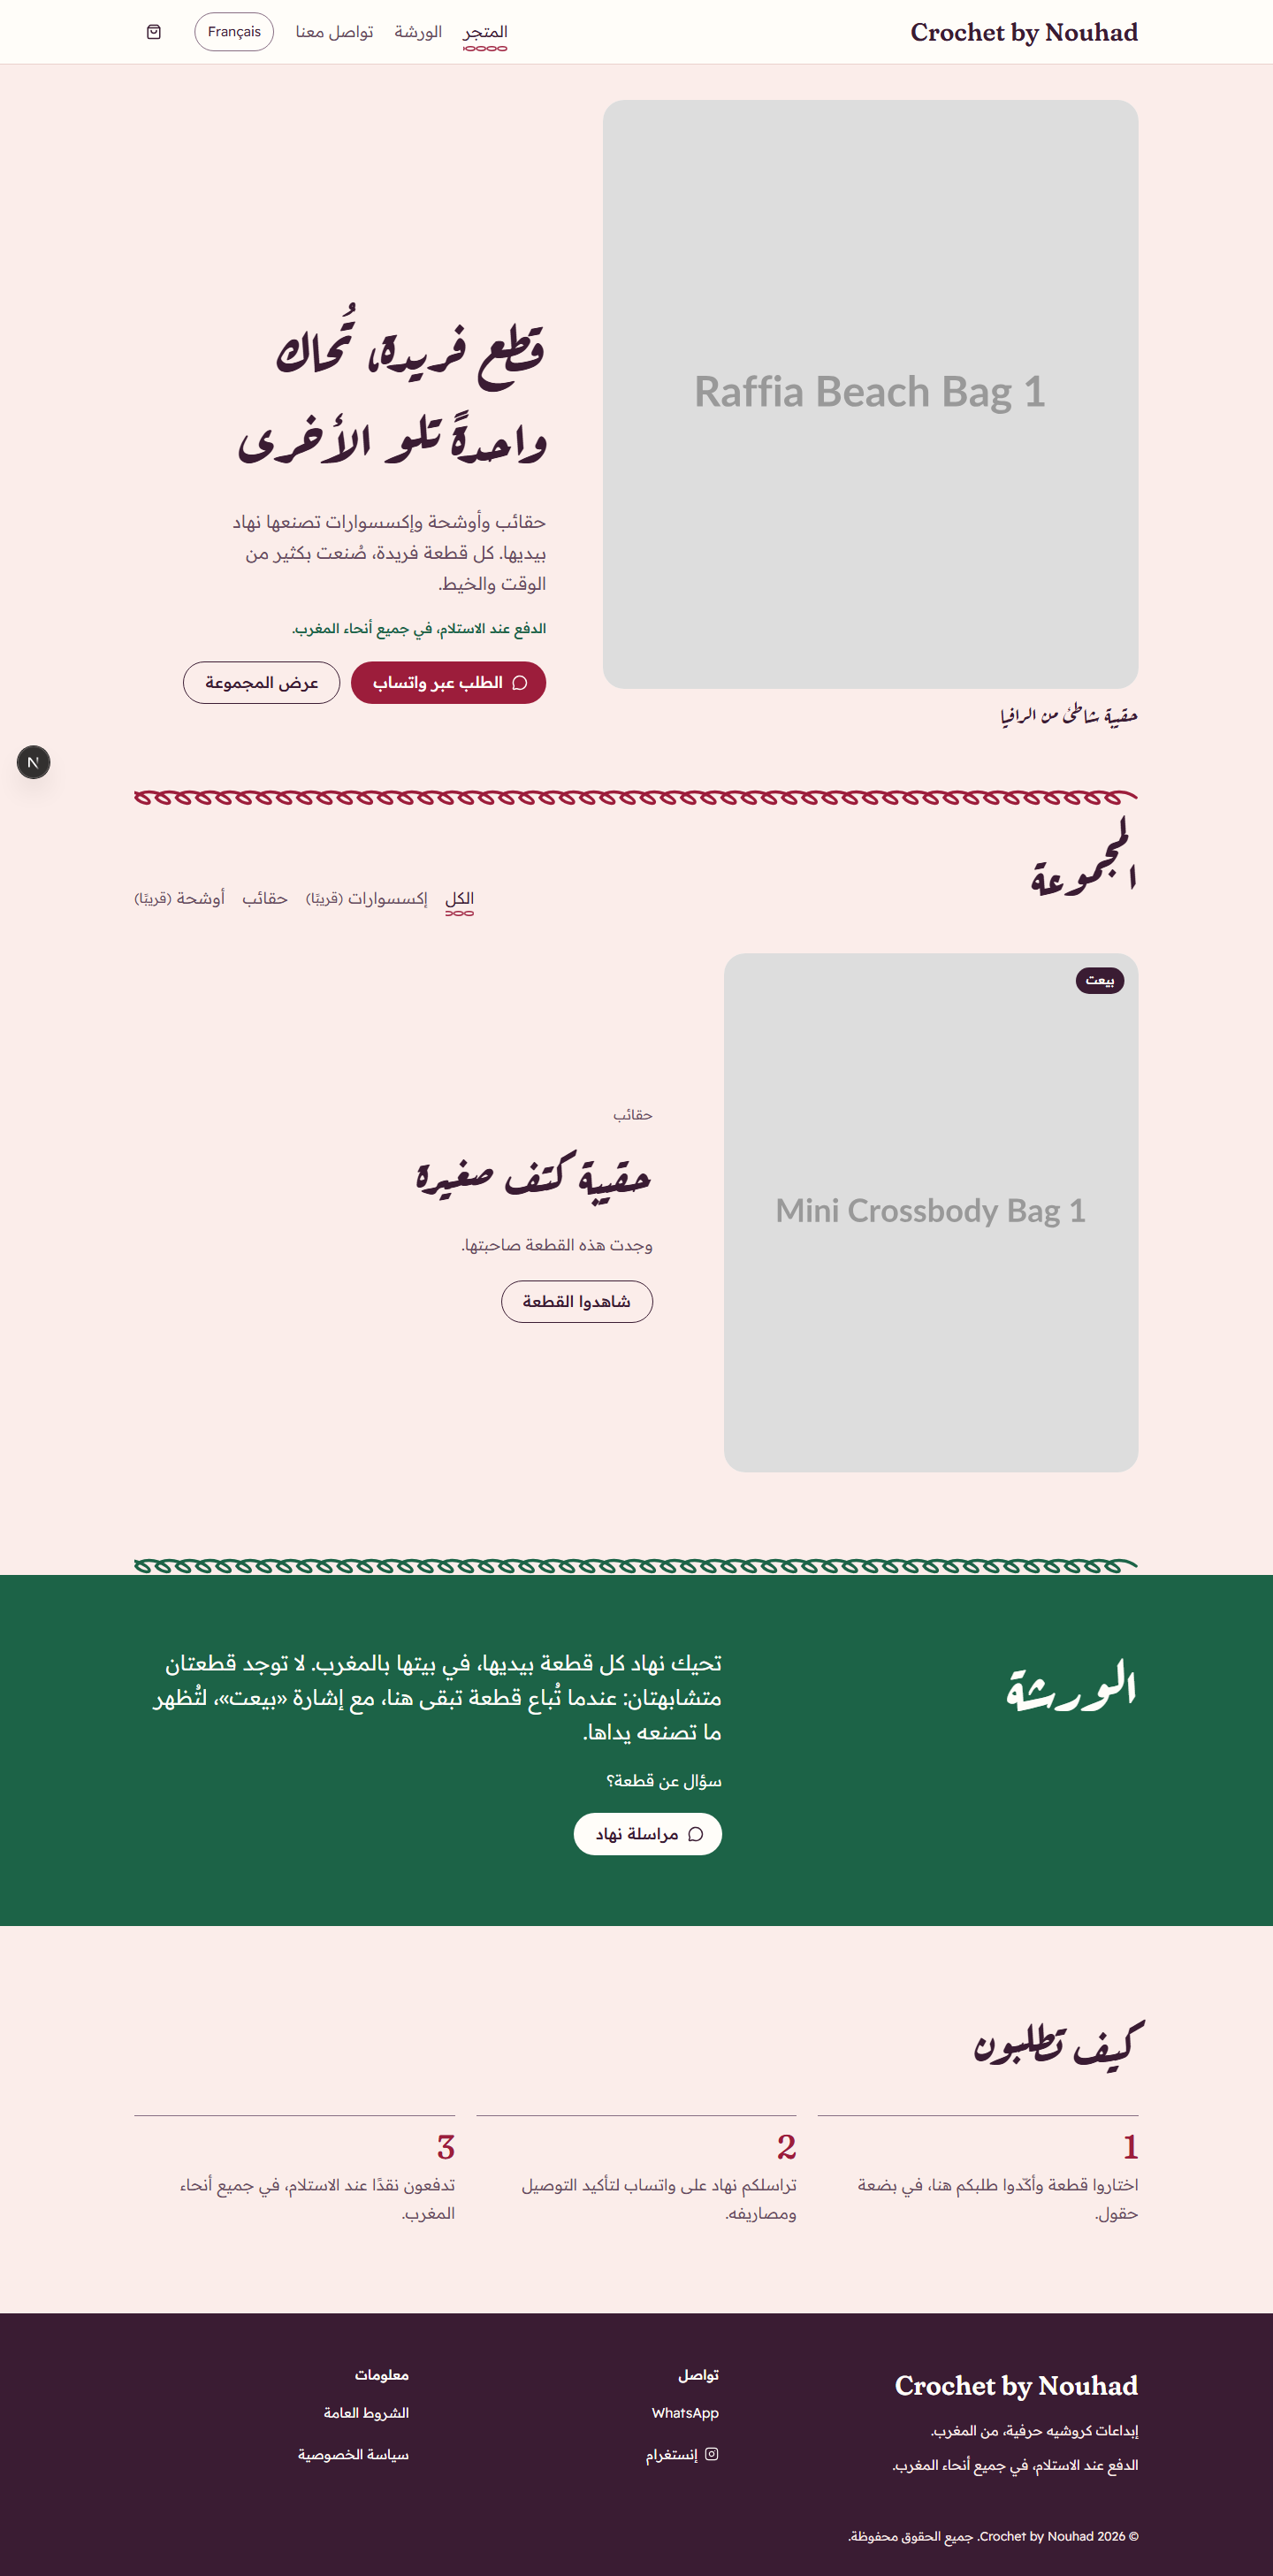 Crochet by Nouhad
المتجر
الورشة
تواصل معنا
Français
Raffia Beach Bag 1
حقيبة شاطئ من الرافيا
قطع فريدة، تُحاك
واحدةً تلو الأخرى
حقائب وأوشحة وإكسسوارات تصنعها نهاد
بيديها. كل قطعة فريدة، صُنعت بكثير من
الوقت والخيط.
الدفع عند الاستلام، في جميع أنحاء المغرب.
الطلب عبر واتساب
عرض المجموعة
N
المجموعة
الكل
إكسسوارات (قريبًا)
حقائب
أوشحة (قريبًا)
بيعت
Mini Crossbody Bag 1
حقائب
حقيبة كتف صغيرة
وجدت هذه القطعة صاحبتها.
شاهدوا القطعة
الورشة
تحيك نهاد كل قطعة بيديها، في بيتها بالمغرب. لا توجد قطعتان
متشابهتان: عندما تُباع قطعة تبقى هنا، مع إشارة «بيعت»، لتُظهر
ما تصنعه يداها.
سؤال عن قطعة؟
مراسلة نهاد
كيف تطلبون
1
اختاروا قطعة وأكّدوا طلبكم هنا، في بضعة
حقول.
2
تراسلكم نهاد على واتساب لتأكيد التوصيل
ومصاريفه.
3
تدفعون نقدًا عند الاستلام، في جميع أنحاء
المغرب.
Crochet by Nouhad
إبداعات كروشيه حرفية، من المغرب.
الدفع عند الاستلام، في جميع أنحاء المغرب.
تواصل
WhatsApp
إنستغرام
معلومات
الشروط العامة
سياسة الخصوصية
© 2026 Crochet by Nouhad. جميع الحقوق محفوظة.